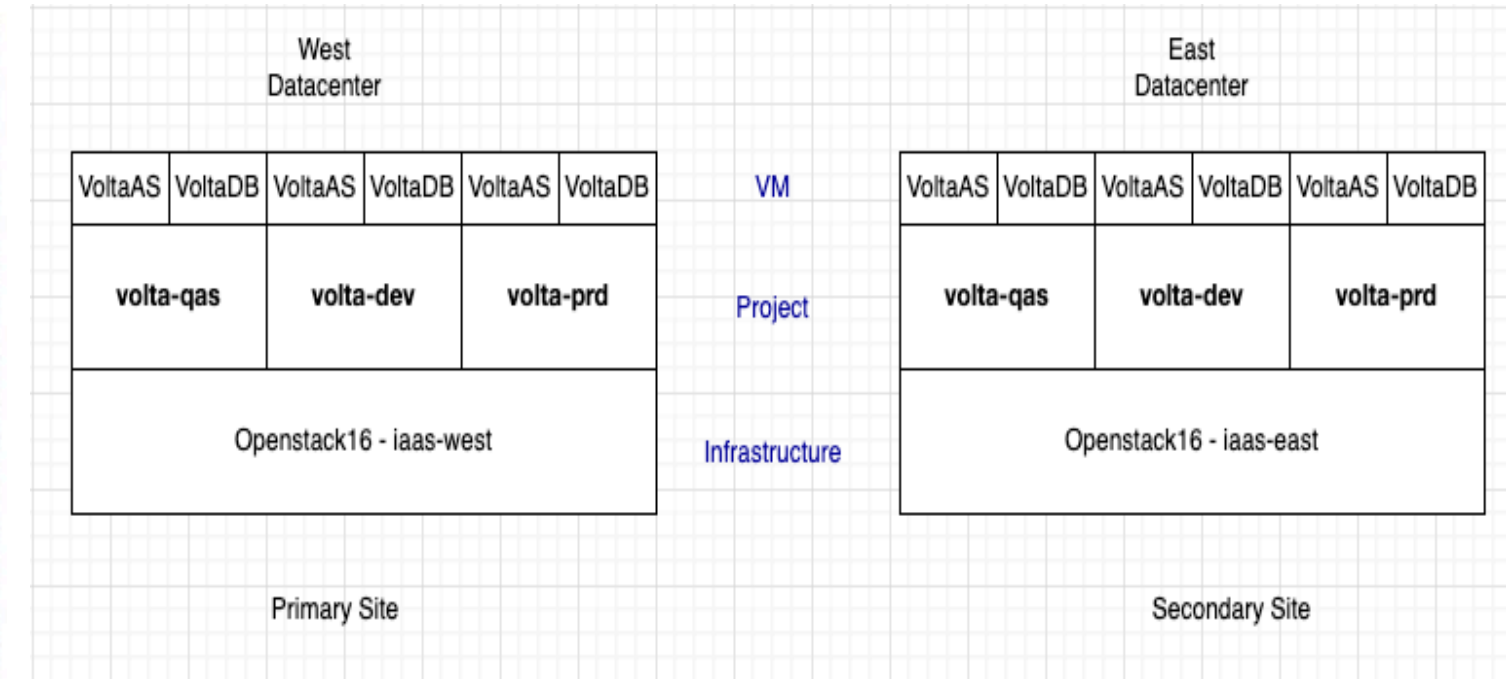 West
Datacenter
East
Datacenter
VoltaAS VoltaDB VoltaAS VoltaDB VoltaAS VoltaDB
VM
VoltaAS VoltaDB VoltaAS VoltaDB VoltaAS VoltaDB
volta-qas volta-dev volta-prd
Project
volta-qas volta-dev volta-prd
Openstack16 - iaas-west
Infrastructure
Openstack16 - iaas-east
Primary Site
Secondary Site